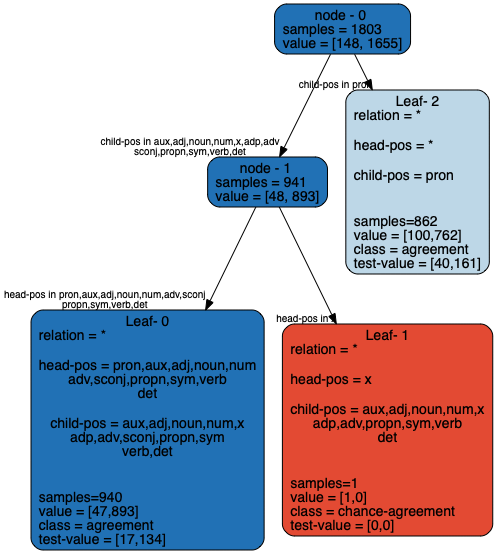 node - 0
samples = 1803
value = [148, 1655]
child-pos in pron
Leaf- 2
relation = *
head-pos = *
child-pos = pron
samples=862
value = [100,762]
class = agreement
test-value = [40,161]
child-pos in aux,adj,noun,num,x,adp,adv
sconj,propn,sym,verb,det
node - 1
samples = 941
value = [48, 893]
head-pos in pron,aux,adj,noun,num,adv,sconj
propn,sym,verb,det
Leaf- 0
relation = *
head-pos = pron,aux,adj,noun,num
adv,sconj,propn,sym,verb
det
child-pos = aux,adj,noun,num,x
adp,adv,sconj,propn,sym
verb,det
samples=940
value = [47,893]
class = agreement
test-value = [17,134]
head-pos in
Leaf- 1
relation = *
head-pos = x
child-pos = aux,adj,noun,num,x
adp,adv,propn,sym,verb
det
samples=1
value = [1,0]
class = chance-agreement
test-value = [0,0]